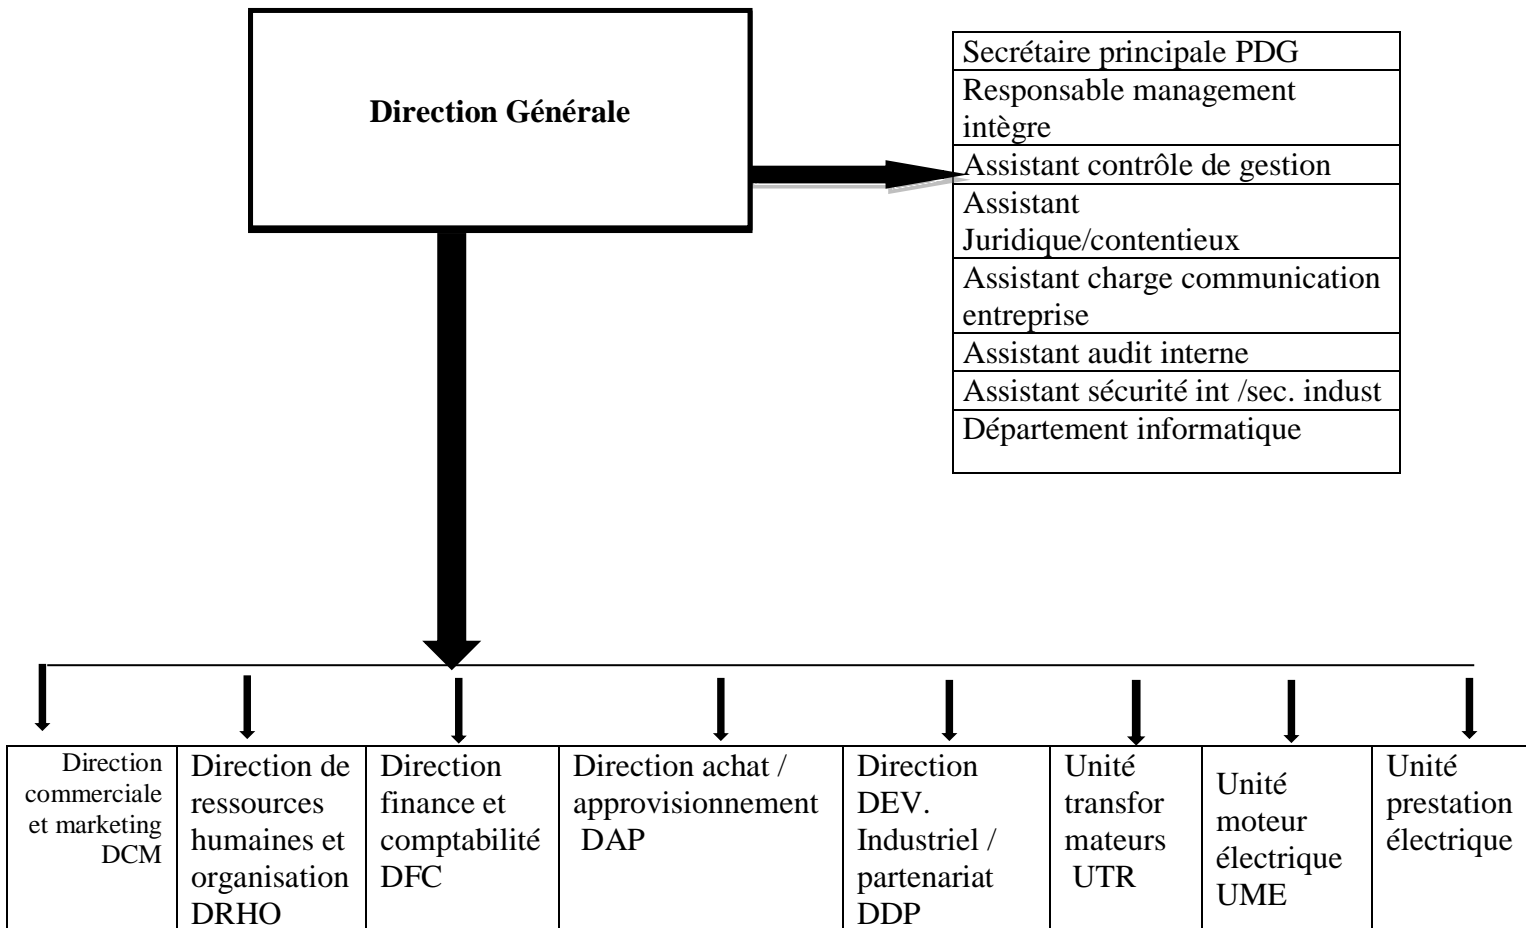 Direction Générale
Secrétaire principale PDG
Responsable management
intègre
Assistant contrôle de gestion
Assistant
Juridique/contentieux
Assistant charge communication
entreprise
Assistant audit interne
Assistant sécurité int /sec. indust
Département informatique
Direction
commerciale
et marketing
DCM
Direction de
ressources
humaines et
organisation
DRHO
Direction
finance et
comptabilité
DFC
Direction achat /
approvisionnement
DAP
Direction
DEV.
Industriel /
partenariat
DDP
Unité
transfor
mateurs
UTR
Unité
moteur
électrique
UME
Unité
prestation
électrique